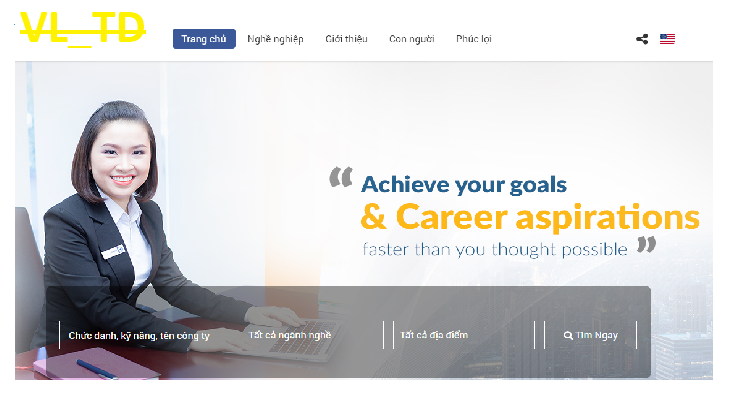 VL_TD
Trang chủ Nghề nghiệp Giới thiệu Con người Phúc lợi
“ Achieve your goals
& Career aspirations
faster than you thought possible ”
Chức danh, kỹ năng, tên công ty Tất cả ngành nghề Tất cả địa điểm Tìm Ngay